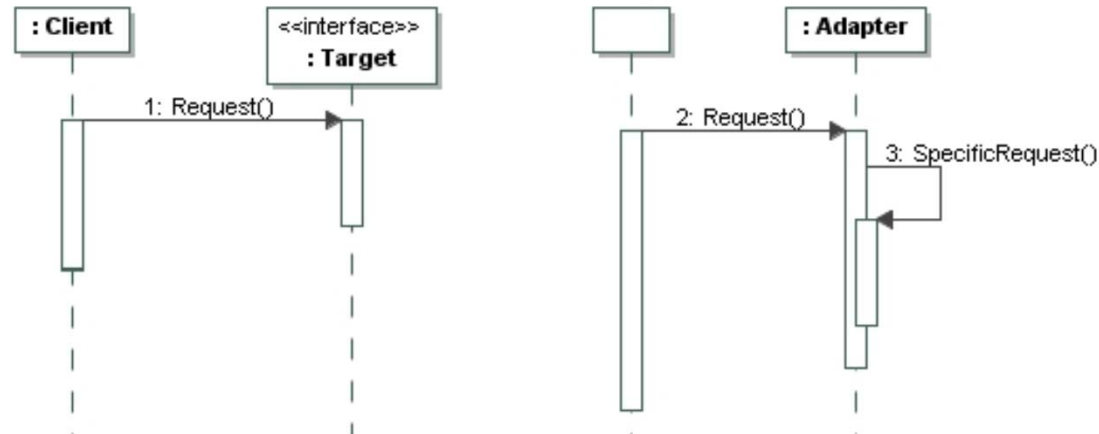 : Client
<<interface>>
: Target
: Adapter
1: Request()
2: Request()
3: SpecificRequest()